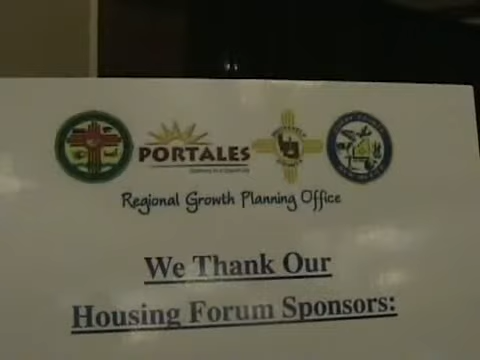 PORTALES
Regional Growth Planning Office
We Thank Our
Housing Forum Sponsors: